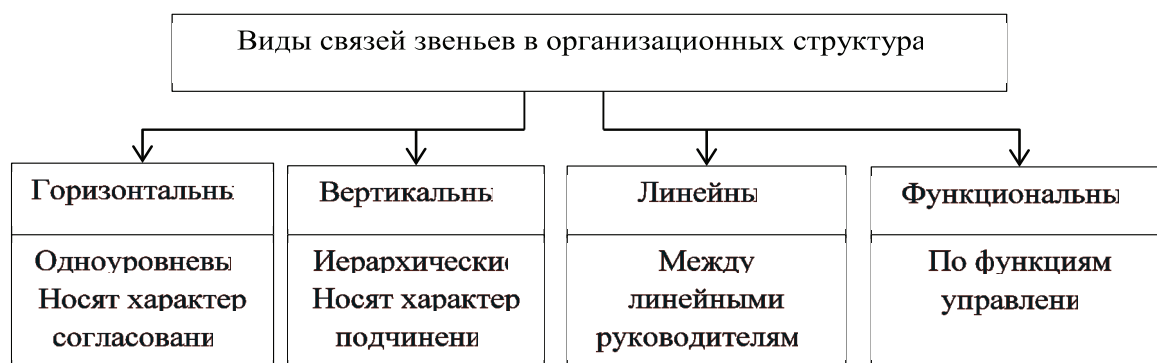 Виды связей звеньев в организационных структура
Горизонтальны
Одноуровневы
Носят характер
согласовани
Вертикальны
Иерархические
Носят характер
подчинени
Линейны
Между
линейными
руководителям
Функциональны
По функциям
управлени